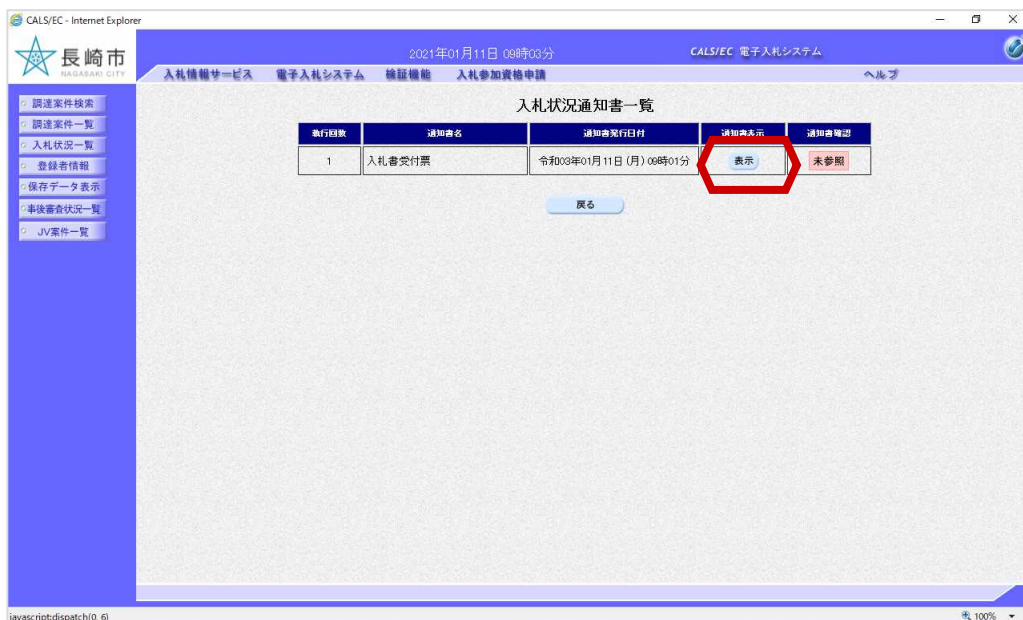 CALS/EC - Internet Explorer
長崎市
NAGASAKI CITY
2021年01月11日 09時03分
CALS/EC 電子入札システム
入札情報サービス 電子入札システム 検証機能 入札参加資格申請 ヘルプ
調達案件検索
調達案件一覧
入札状況一覧
登録者情報
保存データ表示
事後審査状況一覧
JV案件一覧
入札状況通知書一覧
執行回数 通知書名 通知書発行日付 通知書表示 通知書確認
1 入札書受付票 令和03年01月11日 (月) 09時01分 表示 未参照
戻る
javascript:dispatch(0, 6)
100%